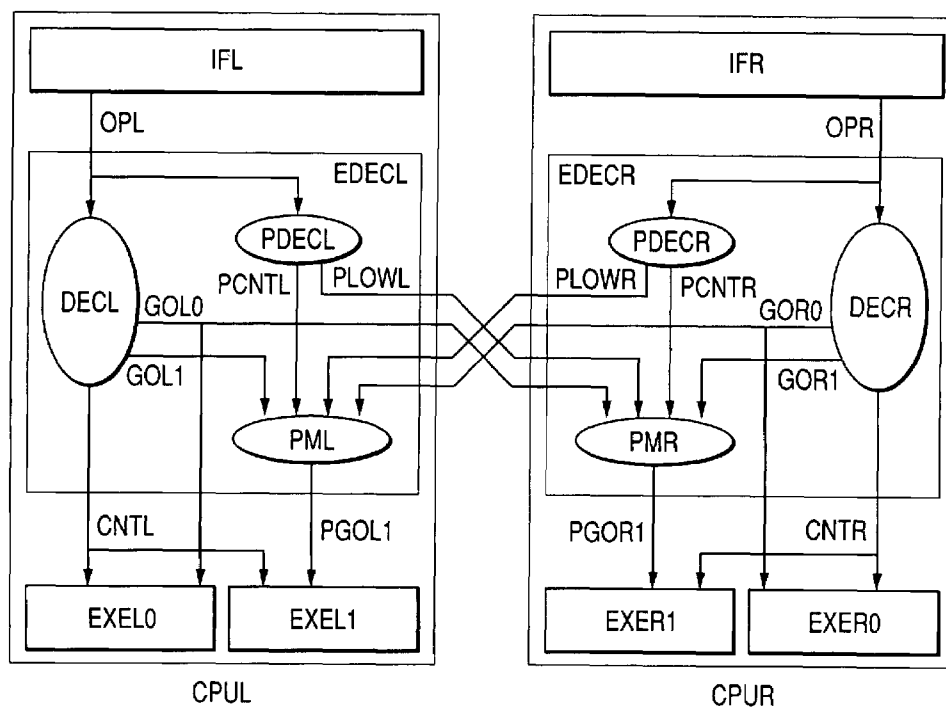 IFL
IFR
OPL
OPR
EDECL
EDECR
PDECL
PDECR
PCNTL
PLOWL
PLOWR
PCNTR
DECL
GOL0
GOR0
DECR
GOL1
GOR1
PML
PMR
CNTL
PGOL1
PGOR1
CNTR
EXEL0
EXEL1
EXER1
EXER0
CPUL
CPUR